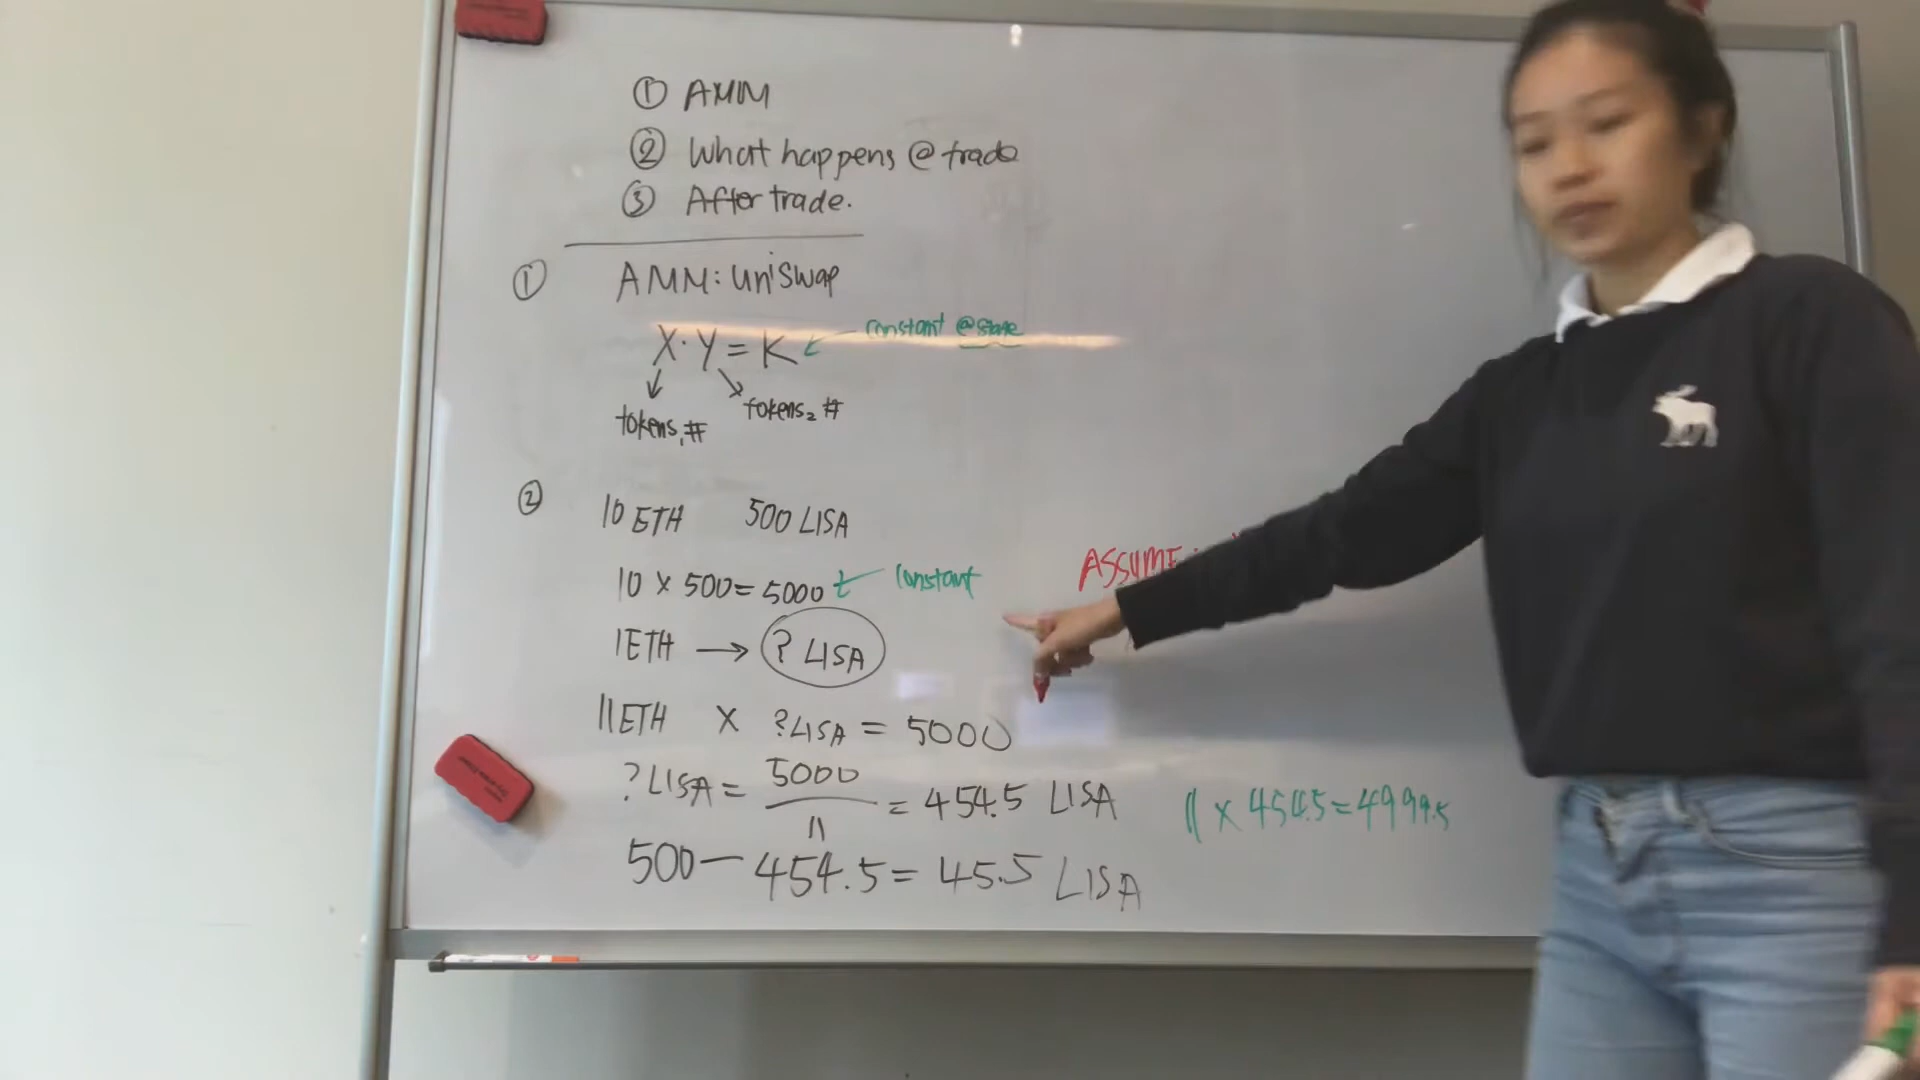 ① AMM
② What happens @ trade
③ After trade.
① AMM: Uniswap
X · Y = K ← constant @ state
tokens₁ # tokens₂ #
② 10 ETH 500 LISA
10 x 500 = 5000 ← constant
ASSUME:
1ETH → ? LISA
11ETH X ? LISA = 5000
? LISA = 5000 / 11 = 454.5 LISA
11 x 454.5 = 4999.5
500 - 454.5 = 45.5 LISA